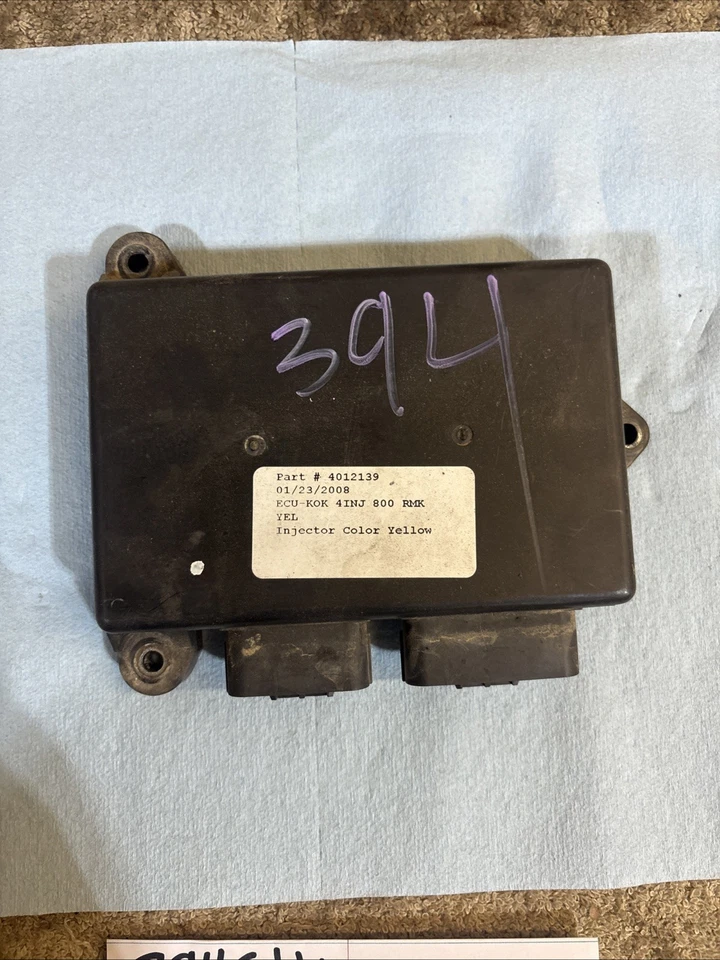 394
Part # 4012139
01/23/2008
ECU-KOK 4INJ 800 RMK
YEL
Injector Color Yellow